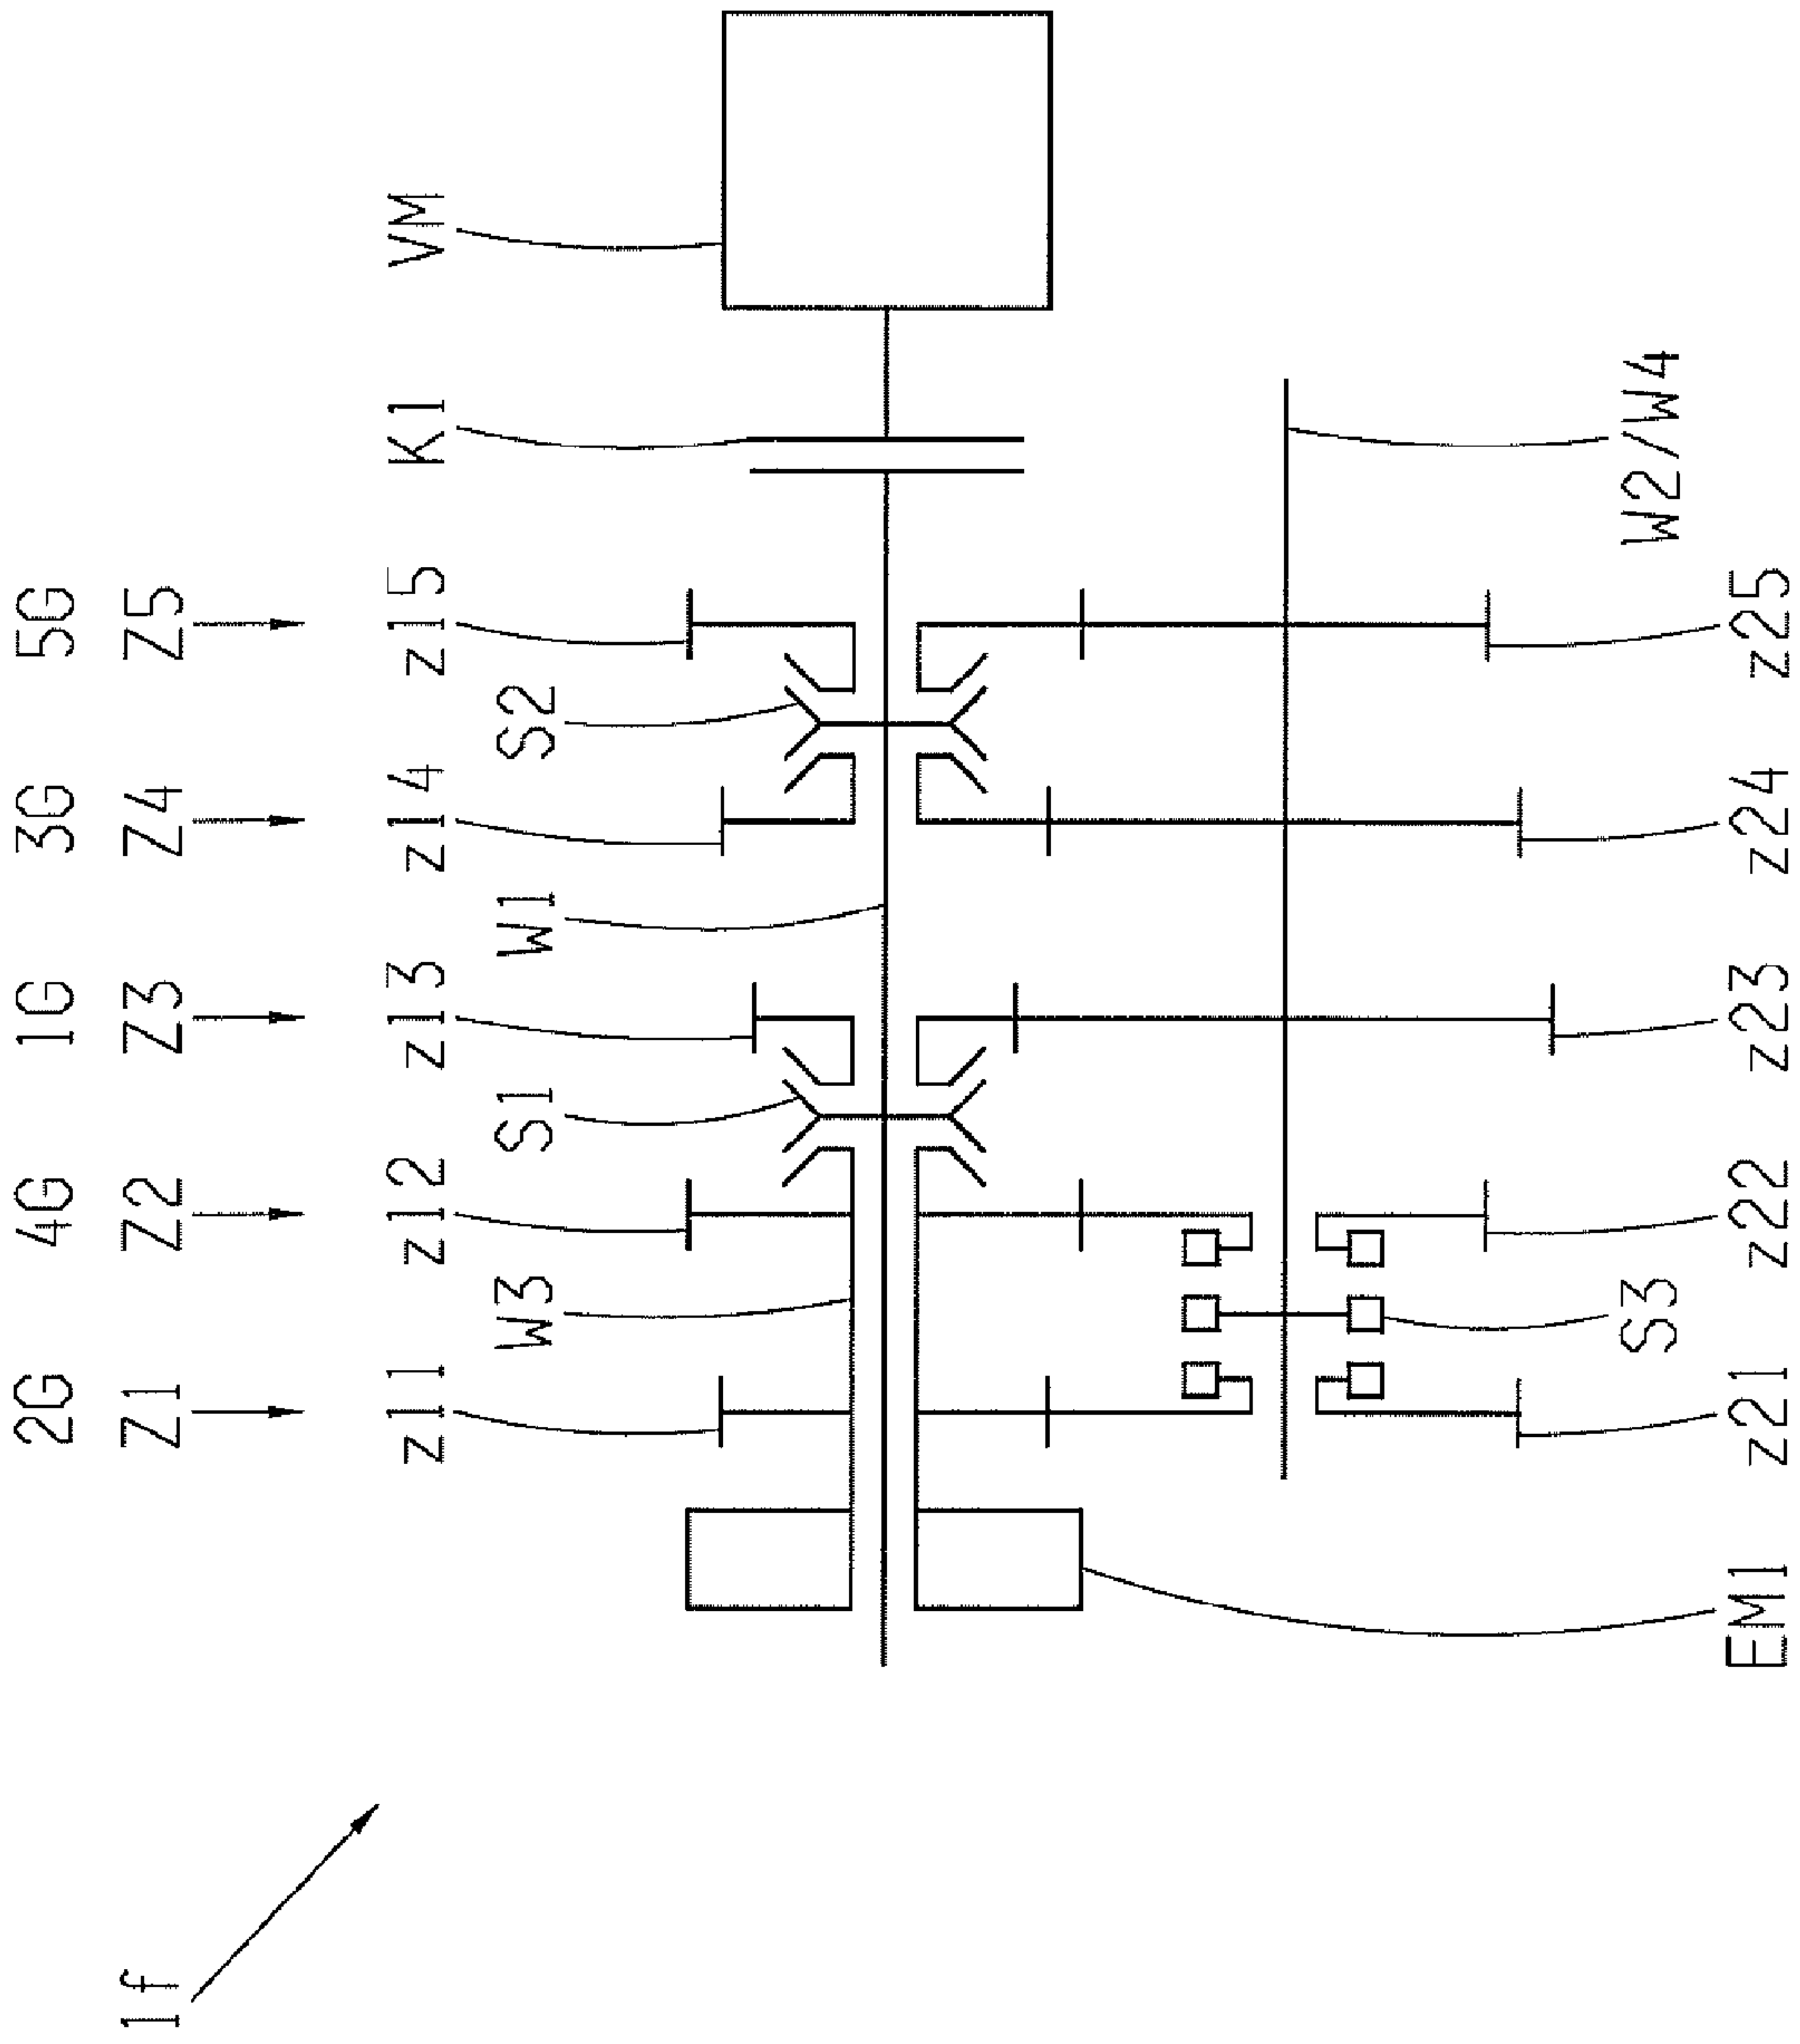 2G 4G 1G 3G 5G
Z1 Z2 Z3 Z4 Z5
1f
z11 z12 z13 z14 z15 K1 VM
W3 S1 W1 S2
S3 W2/W4
EM1 z21 z22 z23 z24 z25